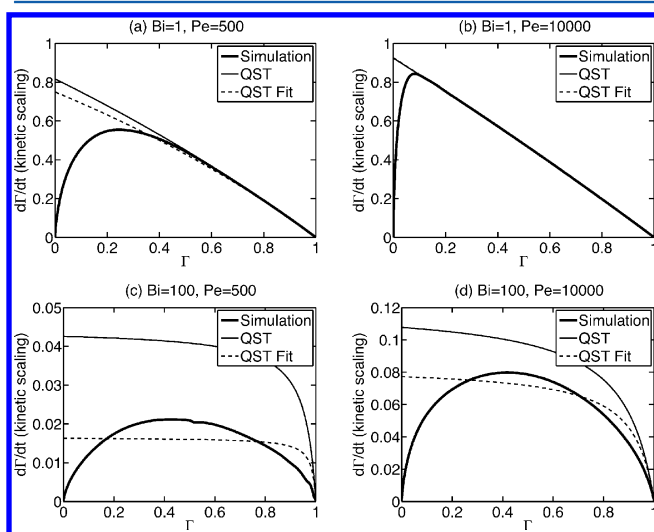 (a) Bi=1, Pe=500
1
0.8
0.6
0.4
0.2
0
0 0.2 0.4 0.6 0.8 1
dΓ/dt (kinetic scaling)
Γ
Simulation
QST
QST Fit
(b) Bi=1, Pe=10000
1
0.8
0.6
0.4
0.2
0
0 0.2 0.4 0.6 0.8 1
dΓ/dt (kinetic scaling)
Γ
Simulation
QST
QST Fit
(c) Bi=100, Pe=500
0.05
0.04
0.03
0.02
0.01
0
0 0.2 0.4 0.6 0.8 1
dΓ/dt (kinetic scaling)
Γ
Simulation
QST
QST Fit
(d) Bi=100, Pe=10000
0.12
0.1
0.08
0.06
0.04
0.02
0
0 0.2 0.4 0.6 0.8 1
dΓ/dt (kinetic scaling)
Γ
Simulation
QST
QST Fit